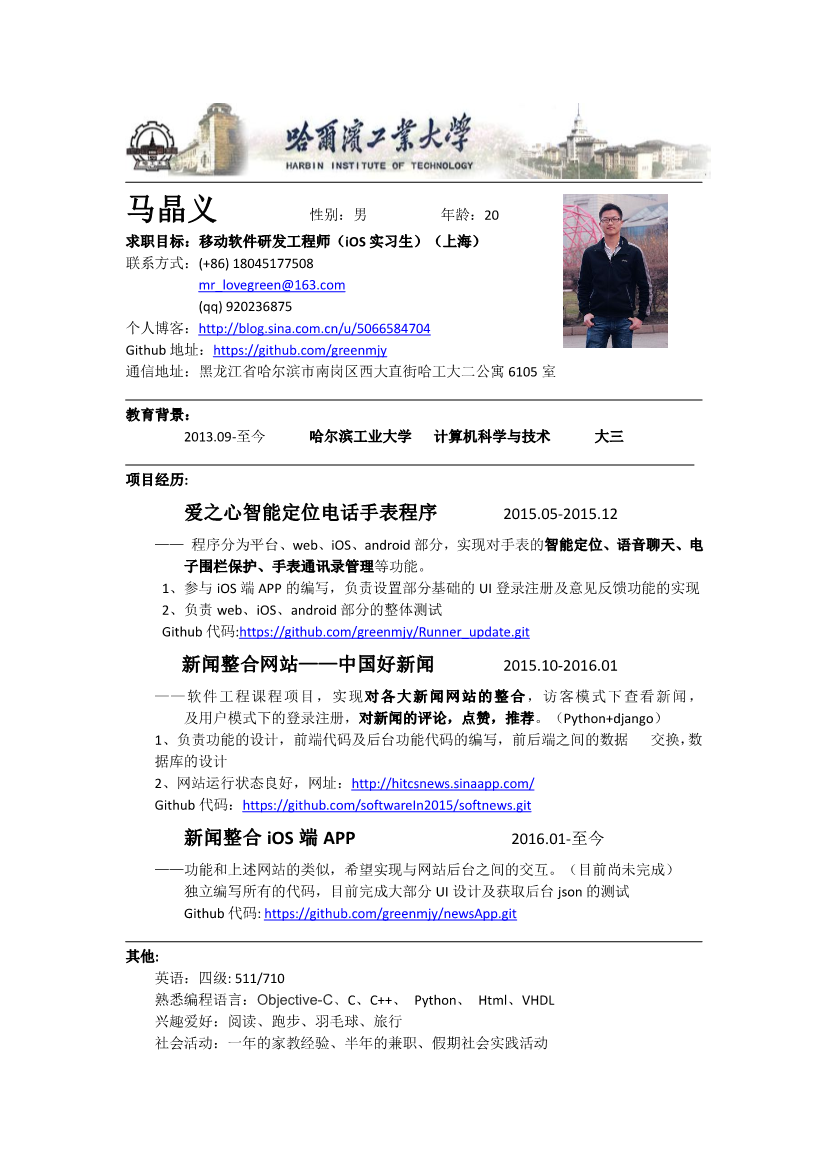 哈尔滨工业大学
HARBIN INSTITUTE OF TECHNOLOGY
马晶义 性别：男 年龄：20
求职目标：移动软件研发工程师（iOS 实习生）（上海）
联系方式：(+86) 18045177508
mr_lovegreen@163.com
(qq) 920236875
个人博客：http://blog.sina.com.cn/u/5066584704
Github 地址：https://github.com/greenmjy
通信地址：黑龙江省哈尔滨市南岗区西大直街哈工大二公寓 6105 室
教育背景：
2013.09-至今 哈尔滨工业大学 计算机科学与技术 大三
项目经历:
爱之心智能定位电话手表程序 2015.05-2015.12
—— 程序分为平台、web、iOS、android 部分，实现对手表的智能定位、语音聊天、电
子围栏保护、手表通讯录管理等功能。
1、参与 iOS 端 APP 的编写，负责设置部分基础的 UI 登录注册及意见反馈功能的实现
2、负责 web、iOS、android 部分的整体测试
Github 代码:https://github.com/greenmjy/Runner_update.git
新闻整合网站——中国好新闻 2015.10-2016.01
——软件工程课程项目，实现对各大新闻网站的整合，访客模式下查看新闻，
及用户模式下的登录注册，对新闻的评论，点赞，推荐。（Python+django）
1、负责功能的设计，前端代码及后台功能代码的编写，前后端之间的数据 交换，数
据库的设计
2、网站运行状态良好，网址：http://hitcsnews.sinaapp.com/
Github 代码：https://github.com/softwareIn2015/softnews.git
新闻整合 iOS 端 APP 2016.01-至今
——功能和上述网站的类似，希望实现与网站后台之间的交互。（目前尚未完成）
独立编写所有的代码，目前完成大部分 UI 设计及获取后台 json 的测试
Github 代码: https://github.com/greenmjy/newsApp.git
其他:
英语：四级: 511/710
熟悉编程语言：Objective-C、C、C++、 Python、 Html、VHDL
兴趣爱好：阅读、跑步、羽毛球、旅行
社会活动：一年的家教经验、半年的兼职、假期社会实践活动